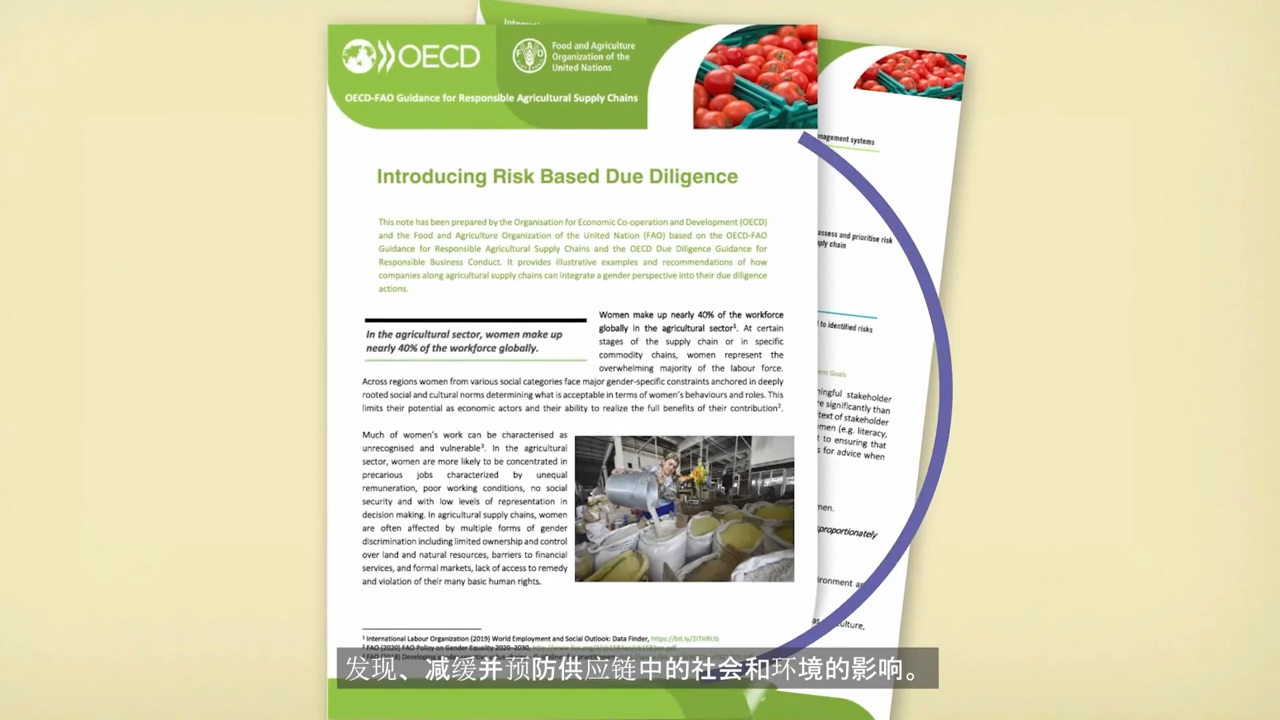 OECD
Food and Agriculture
Organization of the
United Nations
OECD-FAO Guidance for Responsible Agricultural Supply Chains
Introducing Risk Based Due Diligence
This note has been prepared by the Organisation for Economic Co-operation and Development (OECD)
and the Food and Agriculture Organization of the United Nation (FAO) based on the OECD-FAO
Guidance for Responsible Agricultural Supply Chains and the OECD Due Diligence Guidance for
Responsible Business Conduct. It provides illustrative examples and recommendations of how
companies along agricultural supply chains can integrate a gender perspective into their due diligence
actions.
In the agricultural sector, women make up
nearly 40% of the workforce globally.
Women make up nearly 40% of the workforce
globally in the agricultural sector¹. At certain
stages of the supply chain or in specific
commodity chains, women represent the
overwhelming majority of the labour force.
Across regions women from various social categories face major gender-specific constraints anchored in deeply
rooted social and cultural norms determining what is acceptable in terms of women's behaviours and roles. This
limits their potential as economic actors and their ability to realize the full benefits of their contribution².
Much of women's work can be characterised as
unrecognised and vulnerable³. In the agricultural
sector, women are more likely to be concentrated in
precarious jobs characterized by unequal
remuneration, poor working conditions, no social
security and with low levels of representation in
decision making. In agricultural supply chains, women
are often affected by multiple forms of gender
discrimination including limited ownership and control
over land and natural resources, barriers to financial
services, and formal markets, lack of access to remedy
and violation of their many basic human rights.
¹ International Labour Organization (2019) World Employment and Social Outlook: Data Finder,
² FAO (2020) FAO Policy on Gender Equality 2020–2030,
management systems
assess and prioritise risk
supply chain
to identified risks
ment Goals
ningful stakeholder
re significantly than
text of stakeholder
men (e.g. literacy,
t to ensuring that
s for advice when
men.
sproportionately
发现、减缓并预防供应链中的社会和环境的影响。